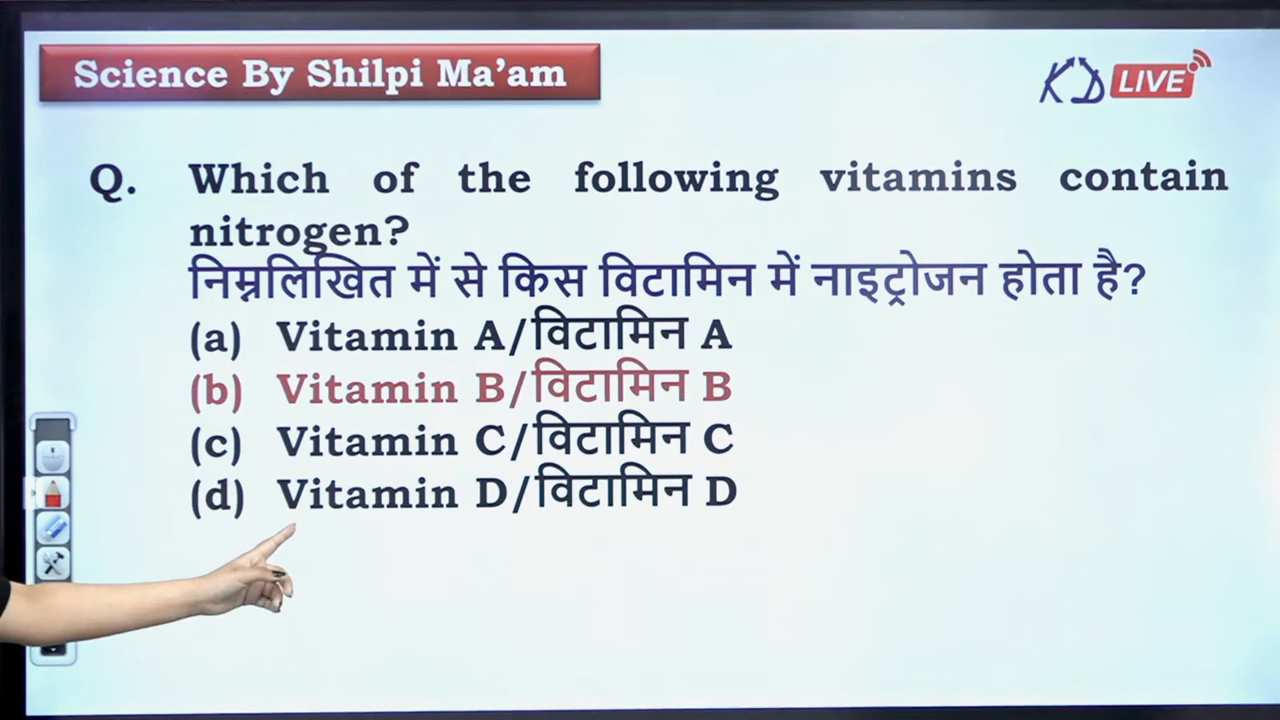 Science By Shilpi Ma’am
KD LIVE
Q. Which of the following vitamins contain
nitrogen?
निम्नलिखित में से किस विटामिन में नाइट्रोजन होता है?
(a) Vitamin A/विटामिन A
(b) Vitamin B/विटामिन B
(c) Vitamin C/विटामिन C
(d) Vitamin D/विटामिन D